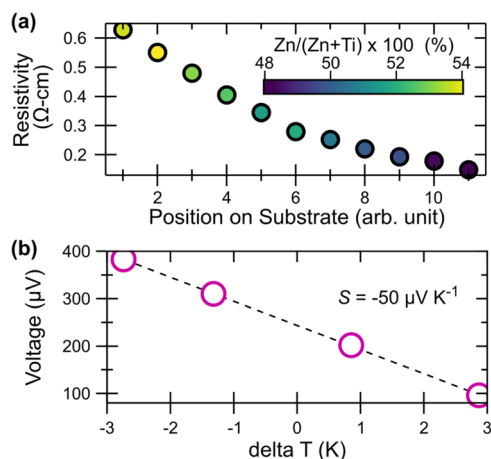 (a)
0.6
0.5
0.4
0.3
0.2
Resistivity
(Ω-cm)
Zn/(Zn+Ti) x 100 (%)
48 50 52 54
2 4 6 8 10
Position on Substrate (arb. unit)
(b)
400
300
200
100
Voltage (µV)
S = -50 µV K⁻¹
-3 -2 -1 0 1 2 3
delta T (K)